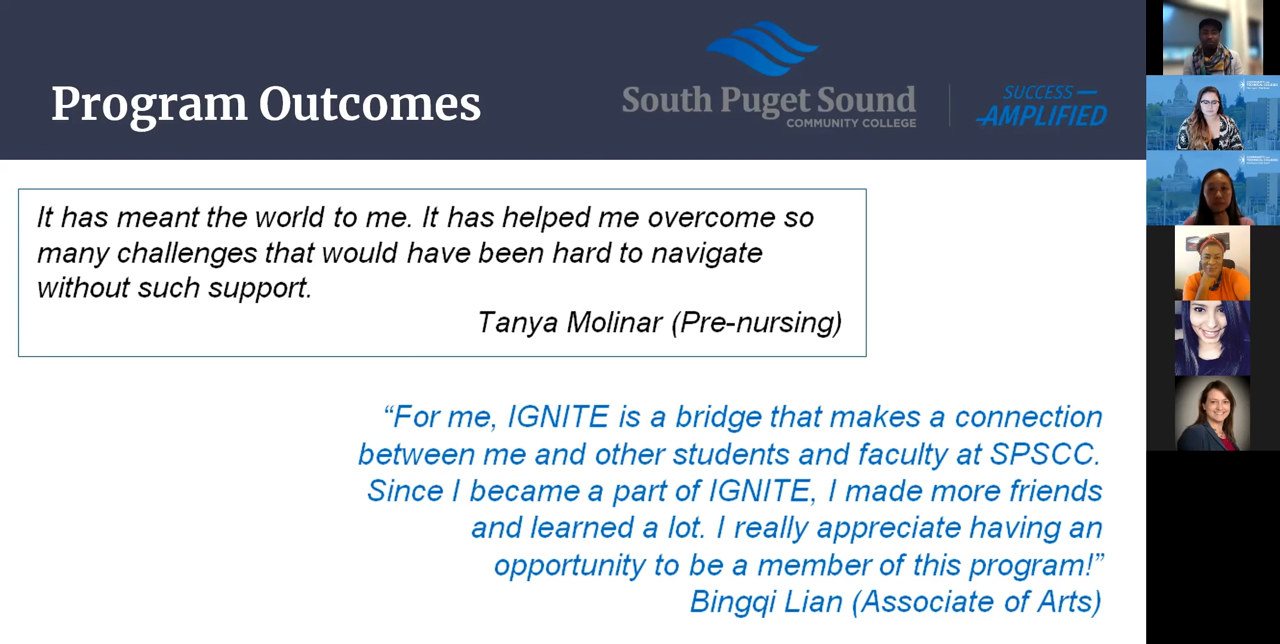 Program Outcomes
South Puget Sound
COMMUNITY COLLEGE
SUCCESS
AMPLIFIED
It has meant the world to me. It has helped me overcome so
many challenges that would have been hard to navigate
without such support.
Tanya Molinar (Pre-nursing)
“For me, IGNITE is a bridge that makes a connection
between me and other students and faculty at SPSCC.
Since I became a part of IGNITE, I made more friends
and learned a lot. I really appreciate having an
opportunity to be a member of this program!”
Bingqi Lian (Associate of Arts)